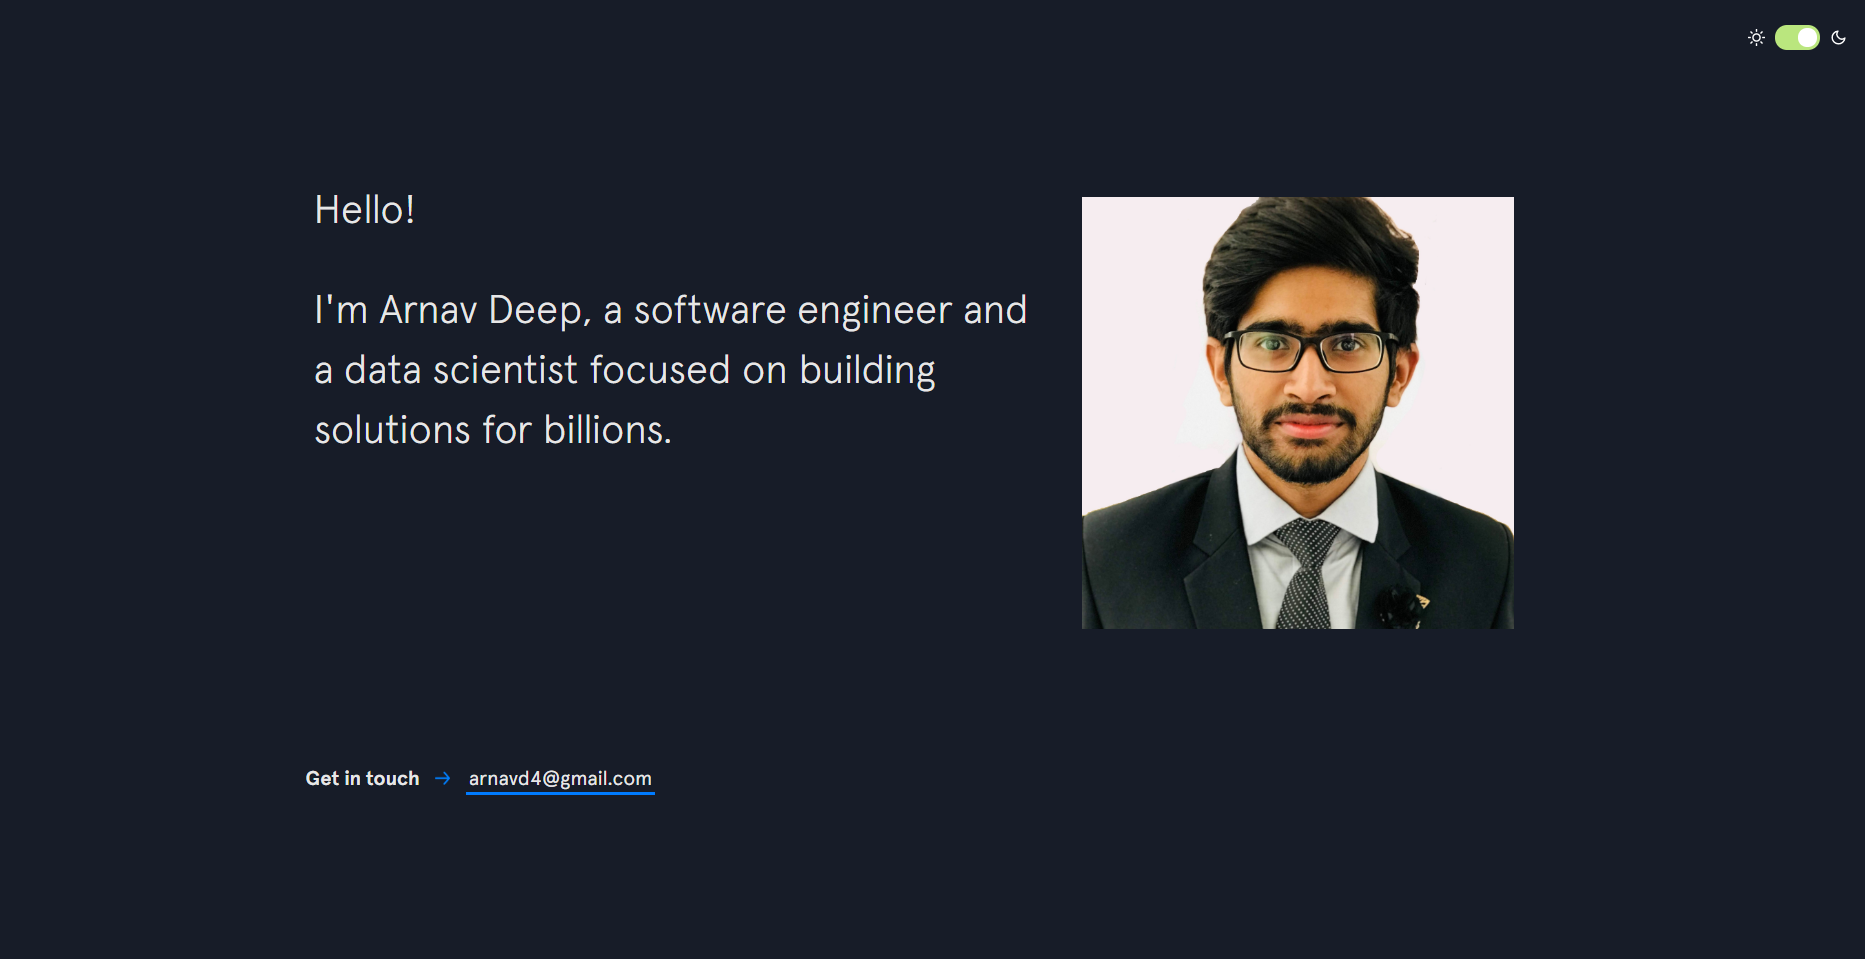 Hello!
I'm Arnav Deep, a software engineer and
a data scientist focused on building
solutions for billions.
Get in touch → arnavd4@gmail.com